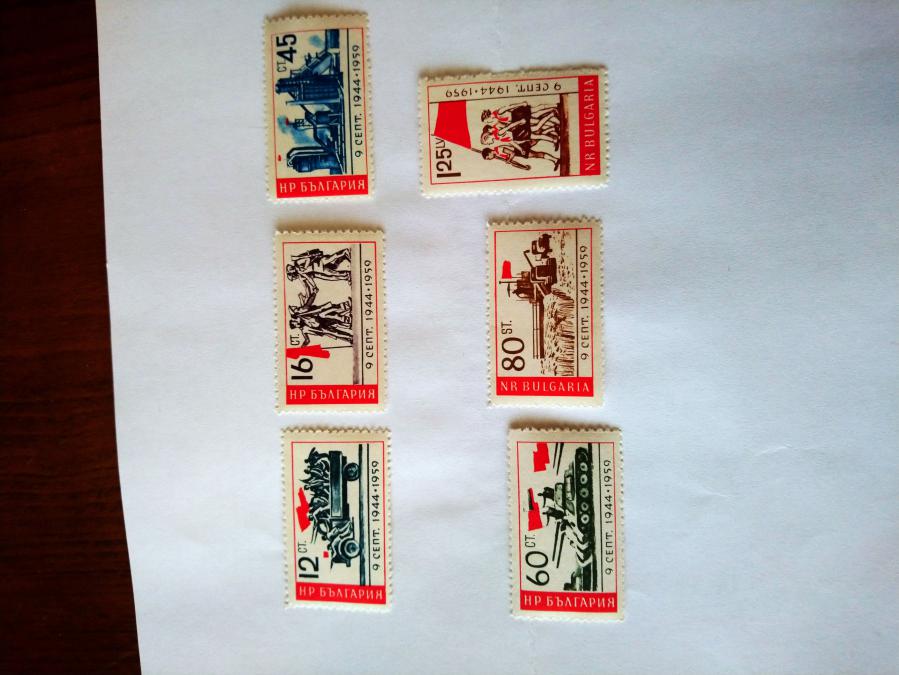 СТ. 45
9 СЕПТ. 1944·1959
НР БЪЛГАРИЯ
1.25 LV
9 СЕПТ. 1944·1959
NR BULGARIA
16 СТ.
9 СЕПТ. 1944·1959
НР БЪЛГАРИЯ
80 ST.
9 СЕПТ. 1944·1959
NR BULGARIA
12 СТ.
9 СЕПТ. 1944·1959
НР БЪЛГАРИЯ
60 СТ.
9 СЕПТ. 1944·1959
НР БЪЛГАРИЯ